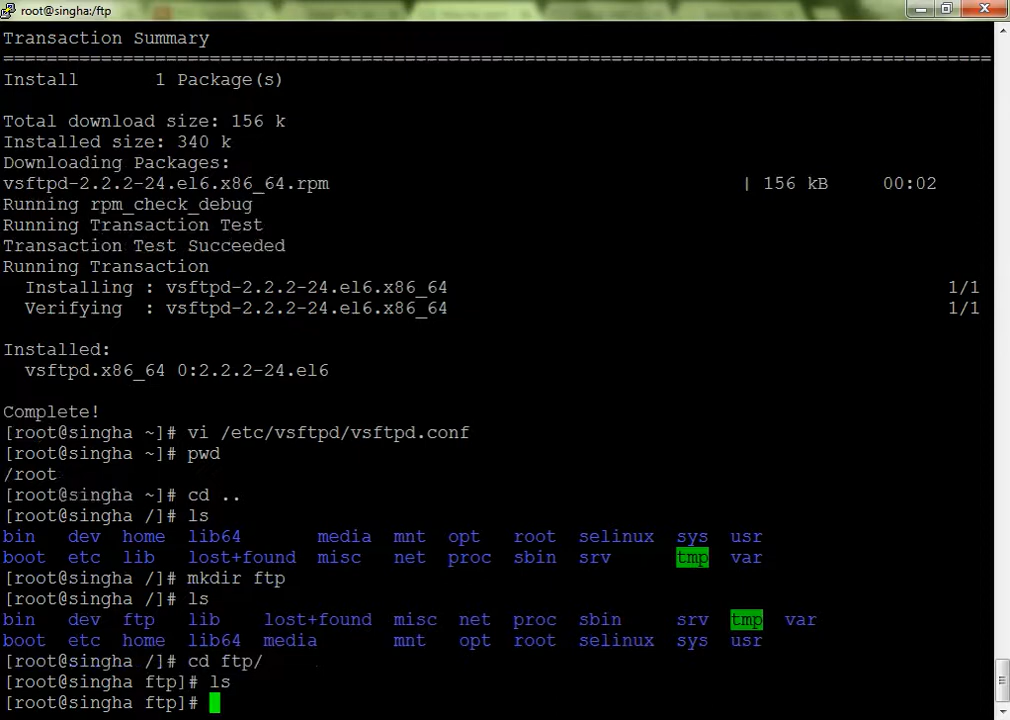 root@singha:/ftp
Transaction Summary
================================================================================
Install 1 Package(s)
Total download size: 156 k
Installed size: 340 k
Downloading Packages:
vsftpd-2.2.2-24.el6.x86_64.rpm | 156 kB 00:02
Running rpm_check_debug
Running Transaction Test
Transaction Test Succeeded
Running Transaction
Installing : vsftpd-2.2.2-24.el6.x86_64 1/1
Verifying : vsftpd-2.2.2-24.el6.x86_64 1/1
Installed:
vsftpd.x86_64 0:2.2.2-24.el6
Complete!
[root@singha ~]# vi /etc/vsftpd/vsftpd.conf
[root@singha ~]# pwd
/root
[root@singha ~]# cd ..
[root@singha /]# ls
bin dev home lib64 media mnt opt root selinux sys usr
boot etc lib lost+found misc net proc sbin srv tmp var
[root@singha /]# mkdir ftp
[root@singha /]# ls
bin dev ftp lib lost+found misc net proc sbin srv tmp var
boot etc home lib64 media mnt opt root selinux sys usr
[root@singha /]# cd ftp/
[root@singha ftp]# ls
[root@singha ftp]#